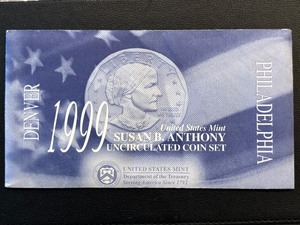 DENVER
1999
United States Mint
SUSAN B. ANTHONY
UNCIRCULATED COIN SET
PHILADELPHIA
LIBERTY
UNITED STATES MINT
Department of the Treasury
Serving America Since 1792